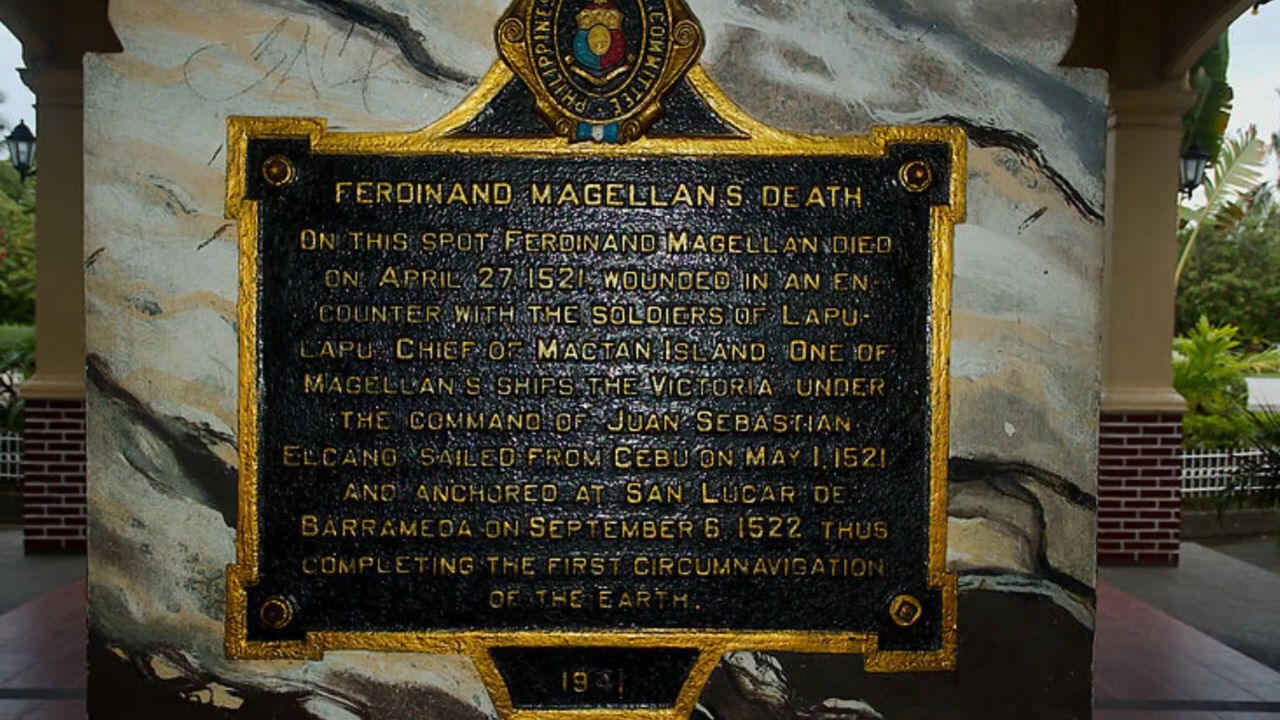 PHILIPPINES COMMITTEE
FERDINAND MAGELLAN'S DEATH
ON THIS SPOT FERDINAND MAGELLAN DIED
ON APRIL 27 1521, WOUNDED IN AN EN-
COUNTER WITH THE SOLDIERS OF LAPU-
LAPU, CHIEF OF MACTAN ISLAND. ONE OF
MAGELLAN'S SHIPS THE VICTORIA UNDER
THE COMMAND OF JUAN SEBASTIAN
ELCANO, SAILED FROM CEBU ON MAY 1, 1521
AND ANCHORED AT SAN LUCAR DE
BARRAMEDA ON SEPTEMBER 6, 1522 THUS
COMPLETING THE FIRST CIRCUMNAVIGATION
OF THE EARTH.